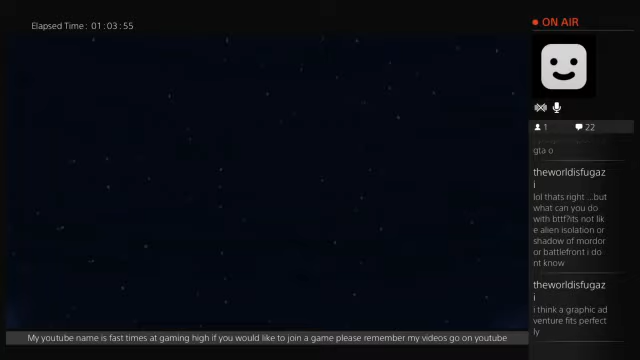 Elapsed Time : 01:03:55
ON AIR
1 22
gta o
theworldisfugaz
i
lol thats right ...but
what can you do
with bttf?its not lik
e alien isolation or
shadow of mordor
or battlefront i do
nt know
theworldisfugaz
i
i think a graphic ad
venture fits perfect
ly
My youtube name is fast times at gaming high if you would like to join a game please remember my videos go on youtube